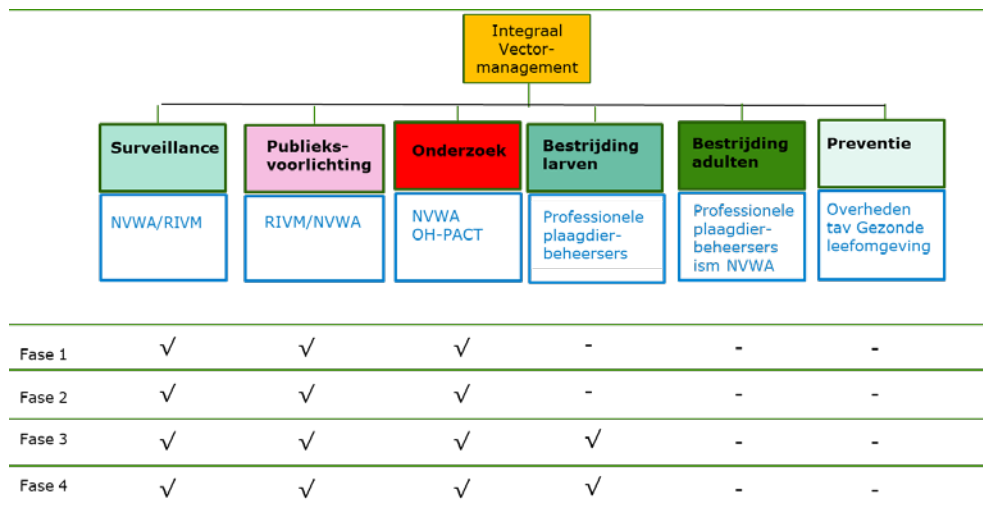 Integraal
Vector-
management
Surveillance
Publieks-
voorlichting
Onderzoek
Bestrijding
larven
Bestrijding
adulten
Preventie
NVWA/RIVM
RIVM/NVWA
NVWA
OH-PACT
Professionele
plaagdier-
beheersers
Professionele
plaagdier-
beheersers
ism NVWA
Overheden
tav Gezonde
leefomgeving
Fase 1 √ √ √ - - -
Fase 2 √ √ √ - - -
Fase 3 √ √ √ √ - -
Fase 4 √ √ √ √ - -